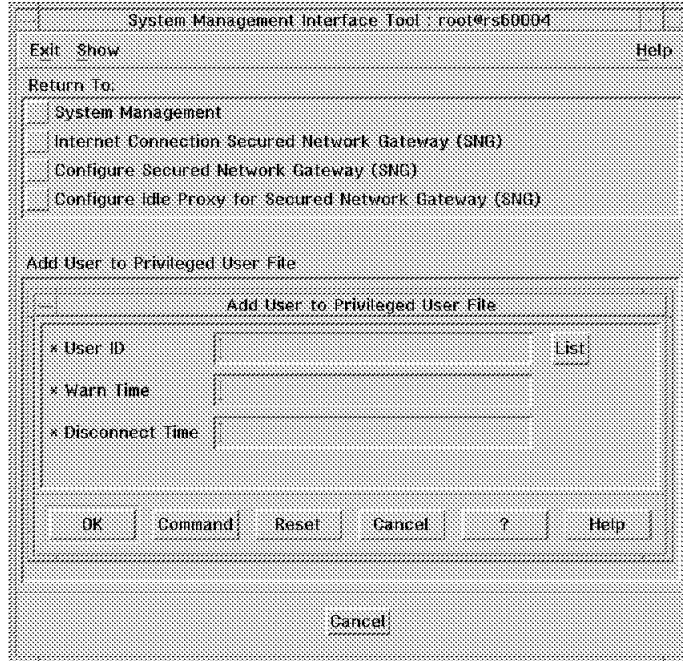 System Management Interface Tool : root@rs60004
Exit Show Help
Return To:
System Management
Internet Connection Secured Network Gateway (SNG)
Configure Secured Network Gateway (SNG)
Configure Idle Proxy for Secured Network Gateway (SNG)
Add User to Privileged User File
Add User to Privileged User File
* User ID List
* Warn Time
* Disconnect Time
OK Command Reset Cancel ? Help
Cancel